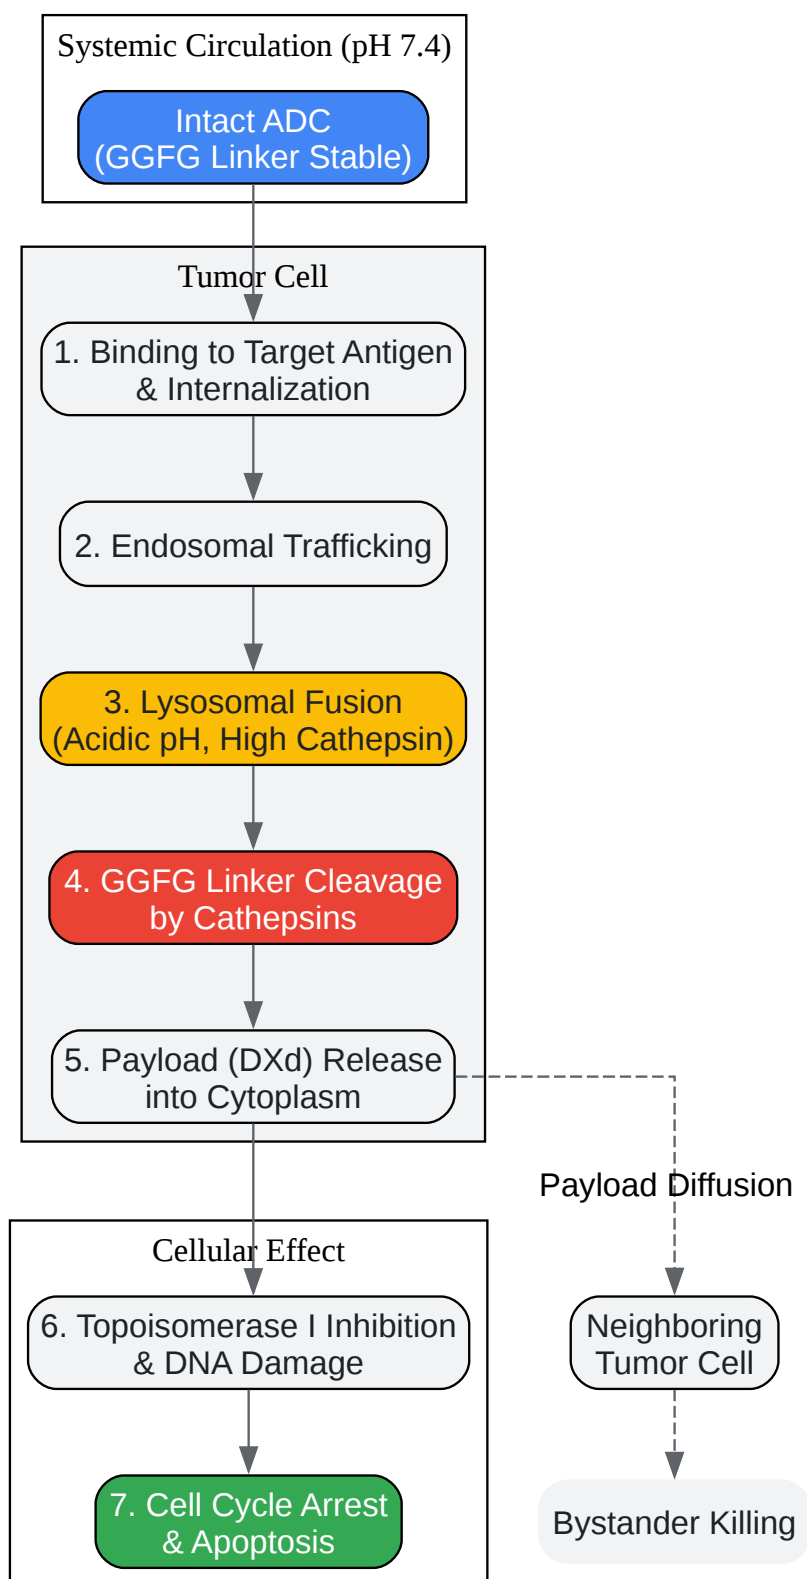 Systemic Circulation (pH 7.4)
Intact ADC
(GGFG Linker Stable)
Tumor Cell
1. Binding to Target Antigen
& Internalization
2. Endosomal Trafficking
3. Lysosomal Fusion
(Acidic pH, High Cathepsin)
4. GGFG Linker Cleavage
by Cathepsins
5. Payload (DXd) Release
into Cytoplasm
Payload Diffusion
Cellular Effect
6. Topoisomerase I Inhibition
& DNA Damage
Neighboring
Tumor Cell
7. Cell Cycle Arrest
& Apoptosis
Bystander Killing